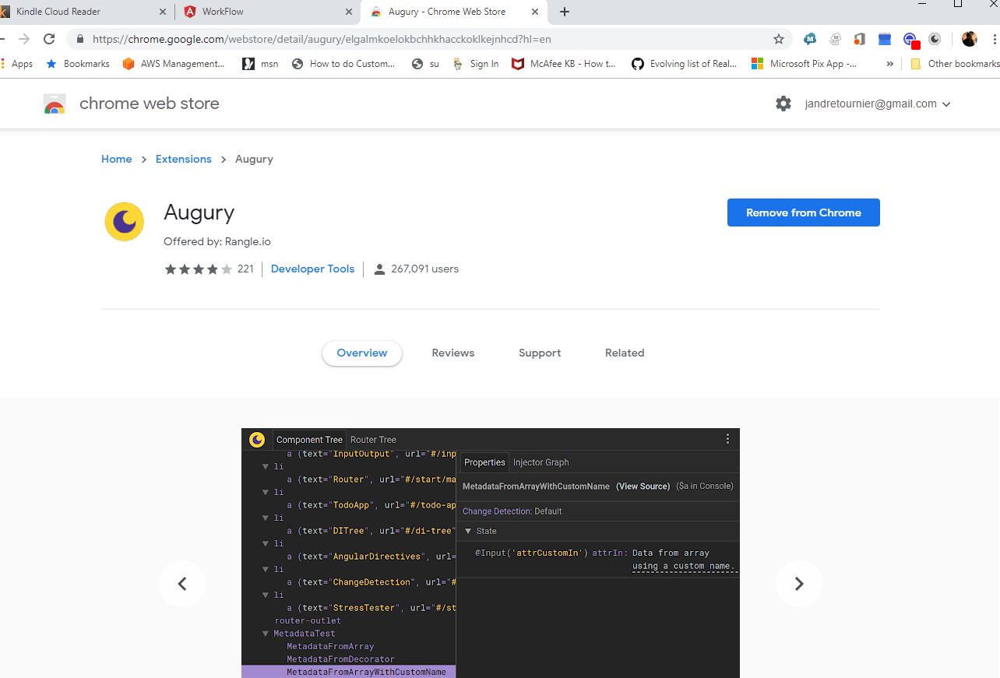 Kindle Cloud Reader
WorkFlow
Augury - Chrome Web Store
https://chrome.google.com/webstore/detail/augury/elgalmkoelokbchhkhacckoklkejnhcd?hl=en
Apps
Bookmarks
AWS Management...
msn
How to do Custom...
su
Sign In
McAfee KB - How t...
Evolving list of Real...
Microsoft Pix App -...
»
Other bookmarks
chrome web store
jandretournier@gmail.com
Home > Extensions > Augury
Augury
Remove from Chrome
Offered by: Rangle.io
221
Developer Tools
267,091 users
Overview
Reviews
Support
Related
Component Tree
Router Tree
a (text="InputOutput", url="#/inp
li
a (text="Router", url="#/start/ma
li
a (text="TodoApp", url="#/todo-ap
li
a (text="DITree", url="#/di-tree"
li
a (text="AngularDirectives", url=
li
a (text="ChangeDetection", url="#
li
a (text="StressTester", url="#/st
router-outlet
MetadataTest
MetadataFromArray
MetadataFromDecorator
MetadataFromArrayWithCustomName
Properties
Injector Graph
MetadataFromArrayWithCustomName (View Source) ($a in Console)
Change Detection: Default
State
@Input('attrCustomIn') attrIn: Data from array
using a custom name.